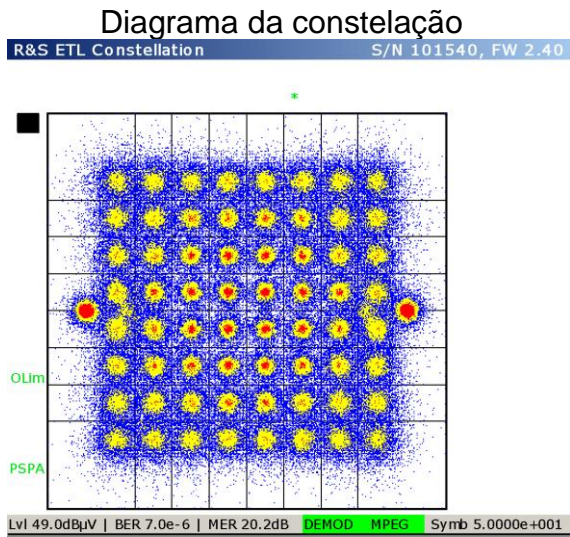 Diagrama da constelação
R&S ETL Constellation S/N 101540, FW 2.40
*
OLim
PSPA
Lvl 49.0dBµV | BER 7.0e-6 | MER 20.2dB DEMOD MPEG Symb 5.0000e+001